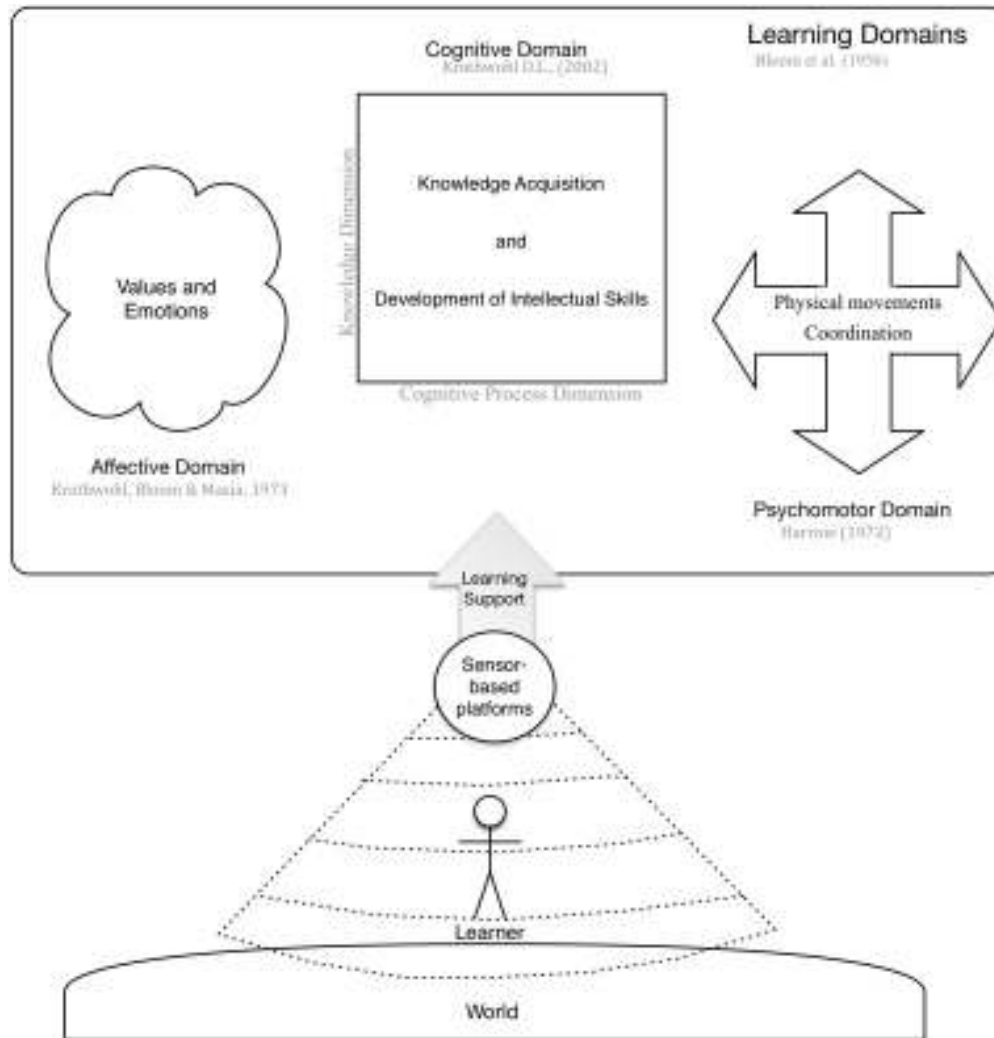 Learning Domains
Bloom et al. (1956)
Cognitive Domain
Krathwohl D.L., (2002)
Knowledge Dimension
Knowledge Acquisition
and
Development of Intellectual Skills
Cognitive Process Dimension
Values and
Emotions
Affective Domain
Krathwohl, Bloom & Masia, 1973
Physical movements
Coordination
Psychomotor Domain
Harrow (1972)
Learning
Support
Sensor-
based
platforms
Learner
World